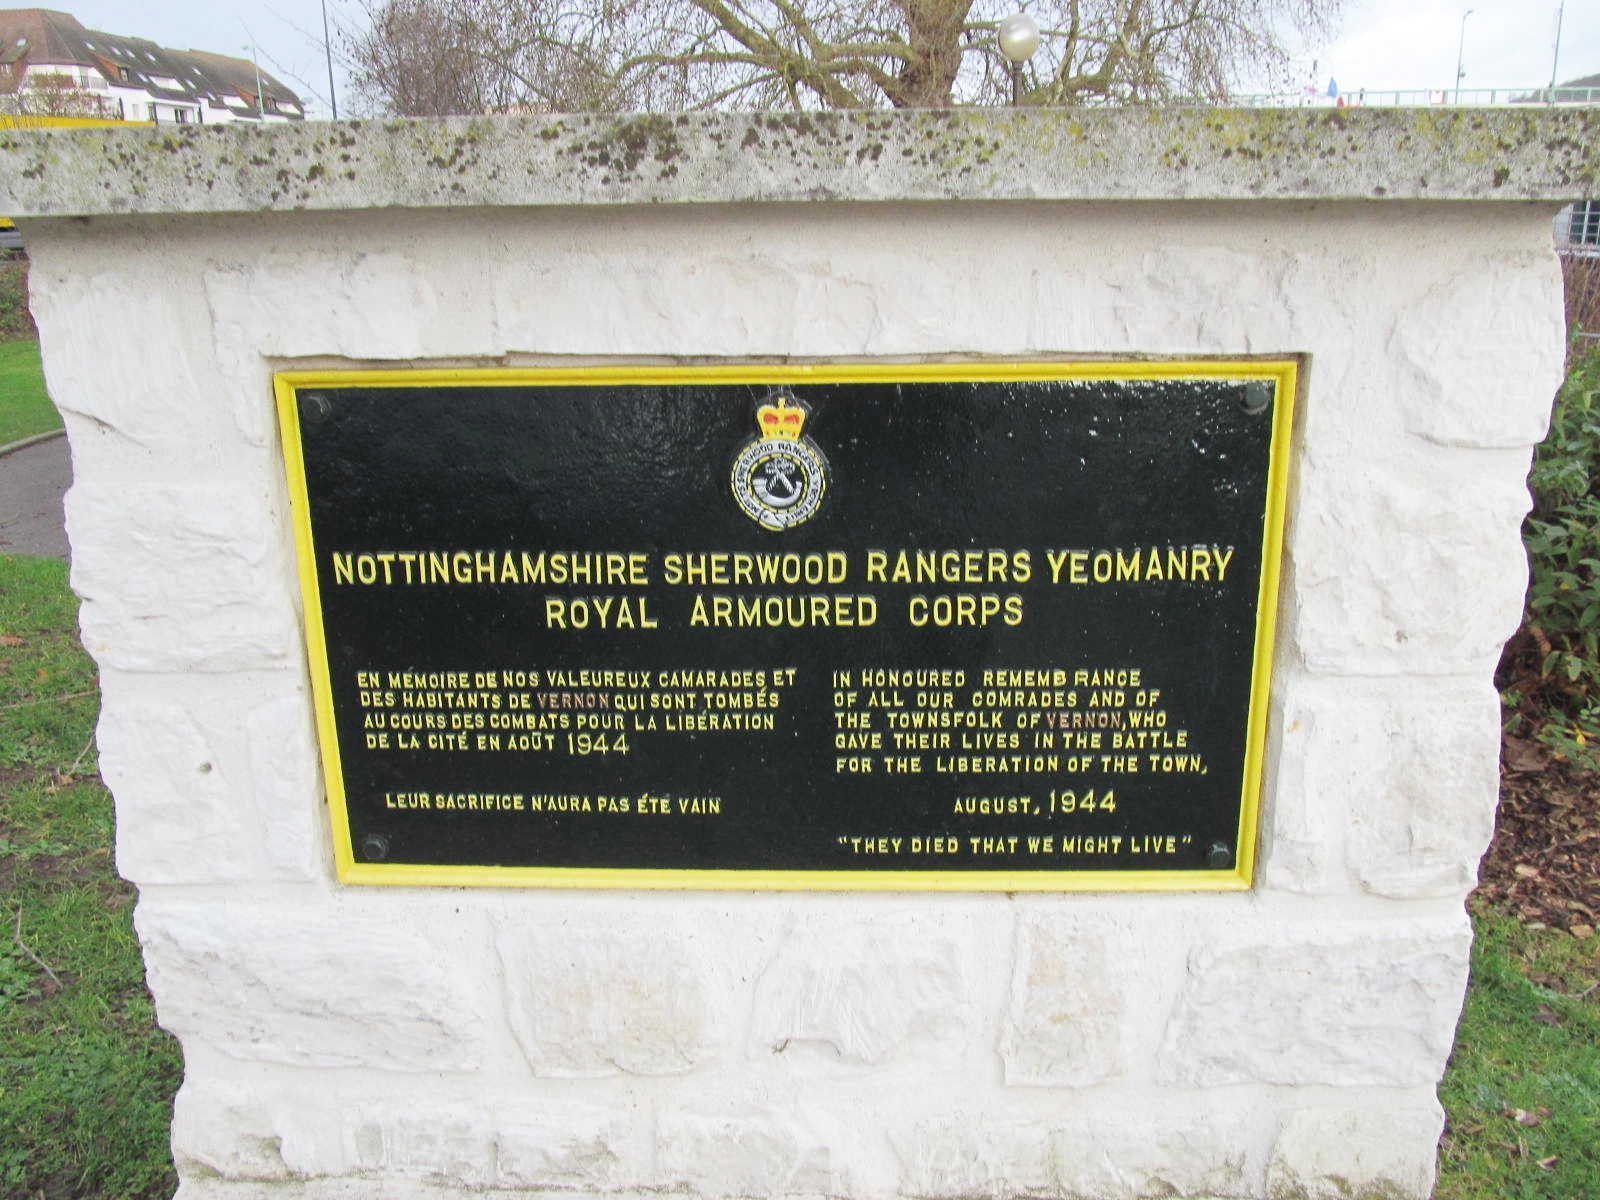 NOTTINGHAMSHIRE SHERWOOD RANGERS YEOMANRY
ROYAL ARMOURED CORPS
EN MÉMOIRE DE NOS VALEUREUX CAMARADES ET
DES HABITANTS DE VERNON QUI SONT TOMBÉS
AU COURS DES COMBATS POUR LA LIBÉRATION
DE LA CITÉ EN AOÛT 1944
LEUR SACRIFICE N'AURA PAS ÉTÉ VAIN
IN HONOURED REMEMBRANCE
OF ALL OUR COMRADES AND OF
THE TOWNSFOLK OF VERNON, WHO
GAVE THEIR LIVES IN THE BATTLE
FOR THE LIBERATION OF THE TOWN,
AUGUST, 1944
"THEY DIED THAT WE MIGHT LIVE"